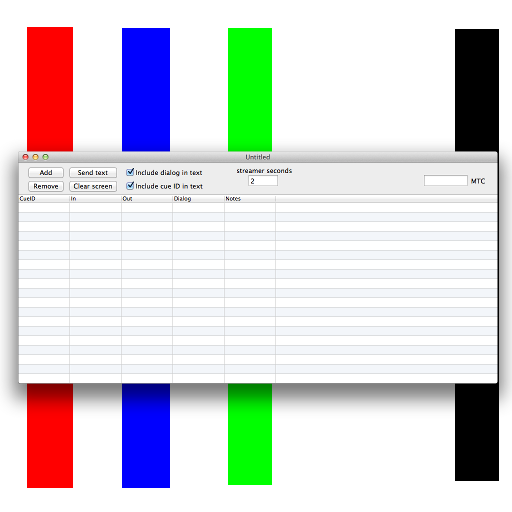 Untitled
Add Send text Include dialog in text streamer seconds
Remove Clear screen Include cue ID in text 2 MTC
CueID In Out Dialog Notes